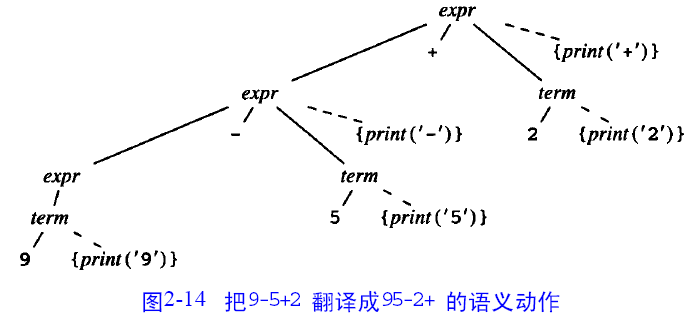 expr
+ {print('+')}
expr term
- {print('-')} 2 {print('2')}
expr term
term 5 {print('5')}
9 {print('9')}
图2-14 把9-5+2 翻译成95-2+ 的语义动作